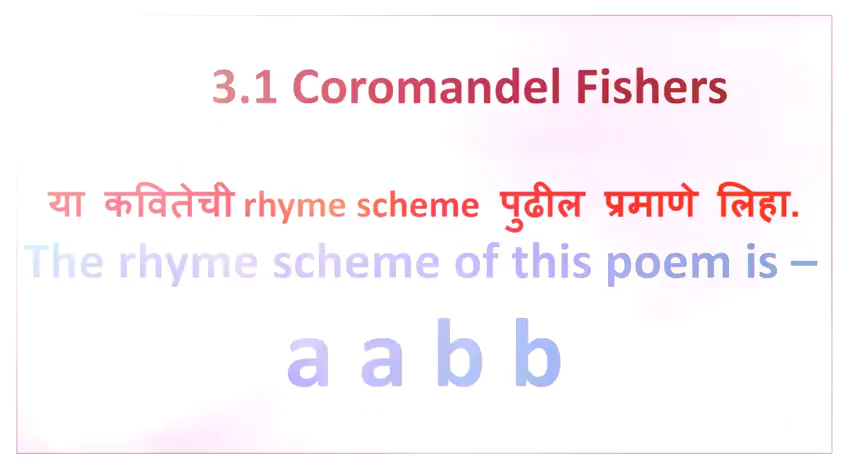 3.1 Coromandel Fishers
या कवितेची rhyme scheme पुढील प्रमाणे लिहा.
The rhyme scheme of this poem is –
a a b b